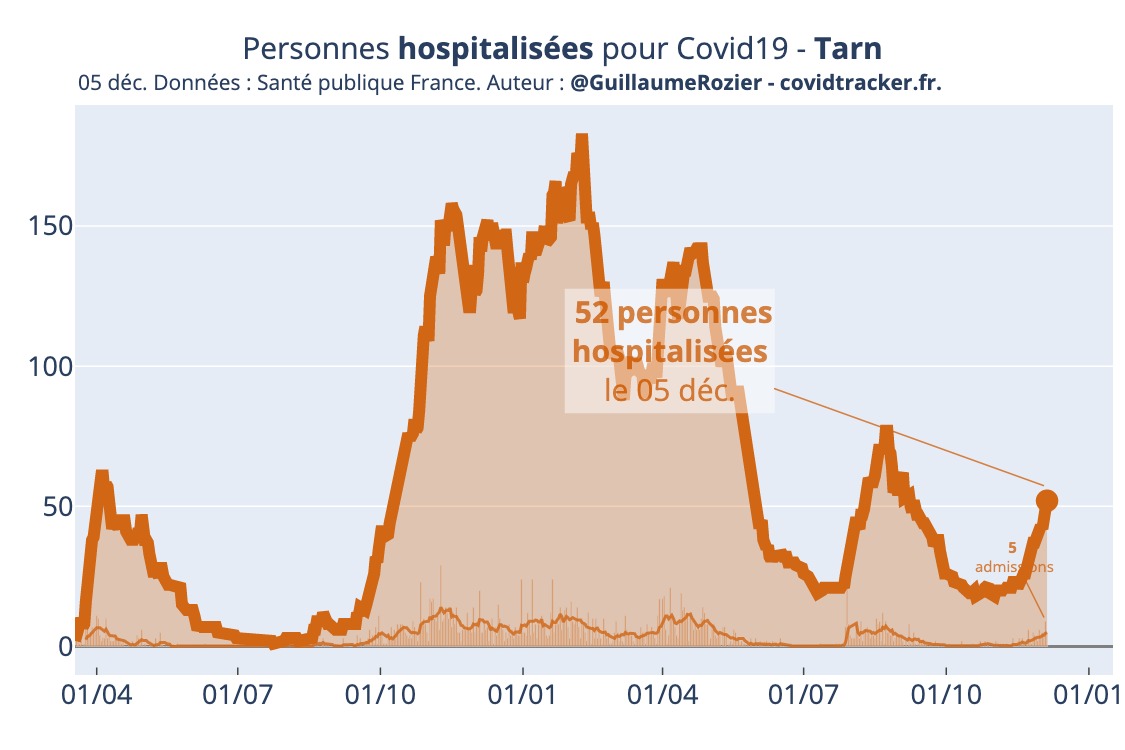 Personnes hospitalisées pour Covid19 - Tarn
05 déc. Données : Santé publique France. Auteur : @GuillaumeRozier - covidtracker.fr.
150
100
50
0
52 personnes
hospitalisées
le 05 déc.
5
admissions
01/04 01/07 01/10 01/01 01/04 01/07 01/10 01/01